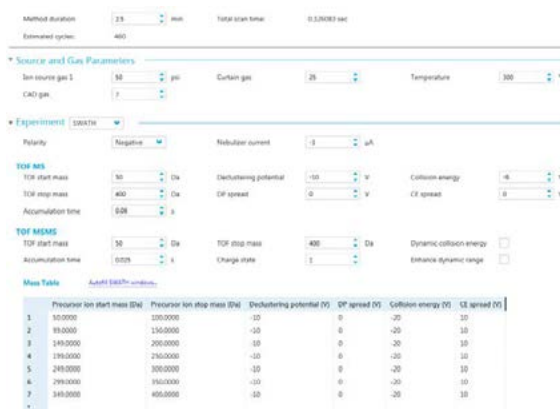 Method duration 2.5 min Total scan time: 0.326083 sec
Estimated cycles: 460
Source and Gas Parameters
Ion source gas 1 50 psi Curtain gas 25 Temperature 300
CAD gas 7
Experiment SWATH
Polarity Negative Nebulizer current -3 μA
TOF MS
TOF start mass 50 Da Declustering potential -10 V Collision energy
TOF stop mass 400 Da DP spread 0 V CE spread 0
Accumulation time 0.08 s
TOF MSMS
TOF start mass 50 Da TOF stop mass 400 Da Dynamic collision energy
Accumulation time 0.025 s Charge state 1 Enhance dynamic range
Mass Table Autofill SWATH windows...
Precursor ion start mass (Da) Precursor ion stop mass (Da) Declustering potential (V) DP spread (V) Collision energy (V) CE spread (V)
1 50.0000 100.0000 -10 0 -20 10
2 99.0000 150.0000 -10 0 -20 10
3 149.0000 200.0000 -10 0 -20 10
4 199.0000 250.0000 -10 0 -20 10
5 249.0000 300.0000 -10 0 -20 10
6 299.0000 350.0000 -10 0 -20 10
7 349.0000 400.0000 -10 0 -20 10